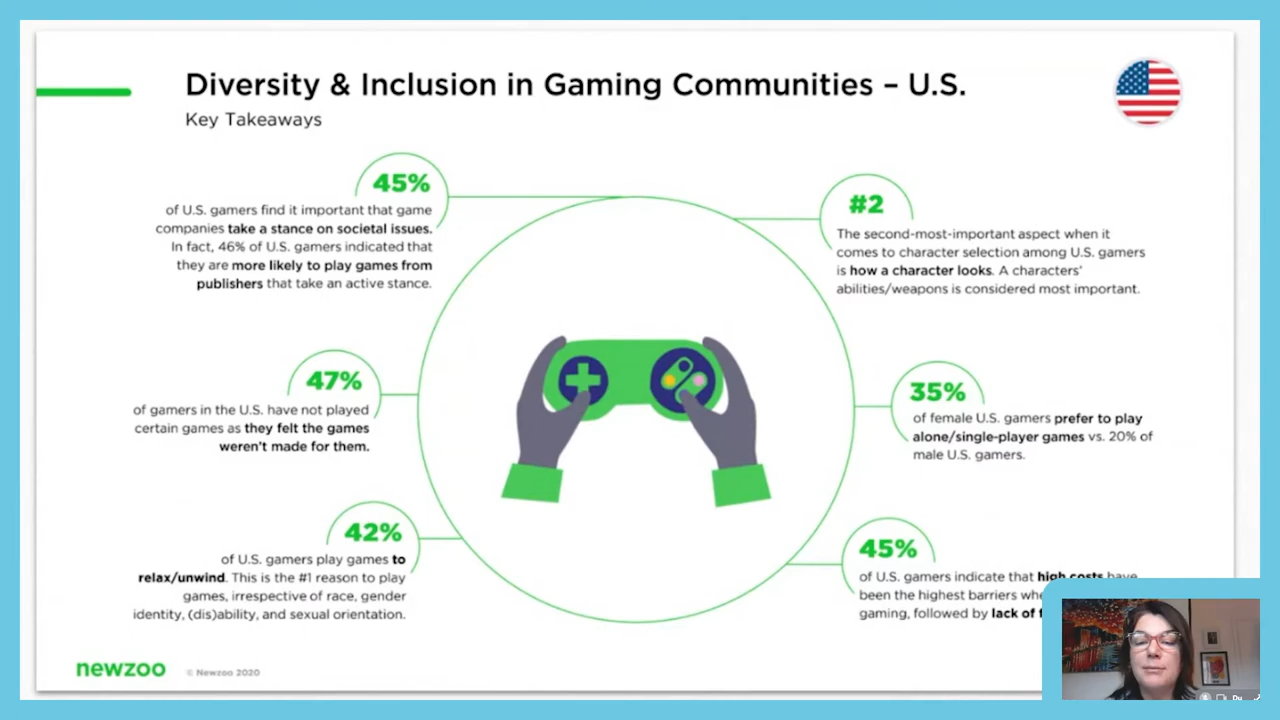 Diversity & Inclusion in Gaming Communities – U.S.
Key Takeaways
45%
of U.S. gamers find it important that game
companies take a stance on societal issues.
In fact, 46% of U.S. gamers indicated that
they are more likely to play games from
publishers that take an active stance.
47%
of gamers in the U.S. have not played
certain games as they felt the games
weren't made for them.
42%
of U.S. gamers play games to
relax/unwind. This is the #1 reason to play
games, irrespective of race, gender
identity, (dis)ability, and sexual orientation.
#2
The second-most-important aspect when it
comes to character selection among U.S. gamers
is how a character looks. A characters'
abilities/weapons is considered most important.
35%
of female U.S. gamers prefer to play
alone/single-player games vs. 20% of
male U.S. gamers.
45%
of U.S. gamers indicate that high costs have
been the highest barriers
gaming, followed by lack of
newzoo
© Newzoo 2020